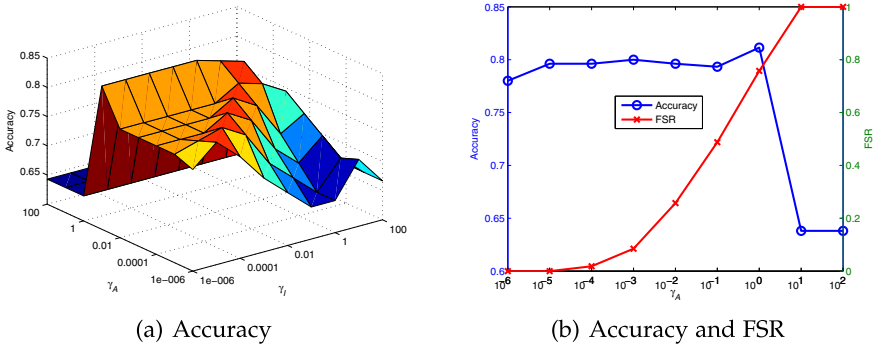 0.85
0.8
0.75
0.7
0.65
Accuracy
100
1
0.01
0.0001
1e−006
γA
1e−006
0.0001
0.01
1
100
γI
(a) Accuracy
0.85
0.8
0.75
0.7
0.65
0.6
Accuracy
Accuracy
FSR
1
0.8
0.6
0.4
0.2
0
FSR
10^-6 10^-5 10^-4 10^-3 10^-2 10^-1 10^0 10^1 10^2
γA
(b) Accuracy and FSR